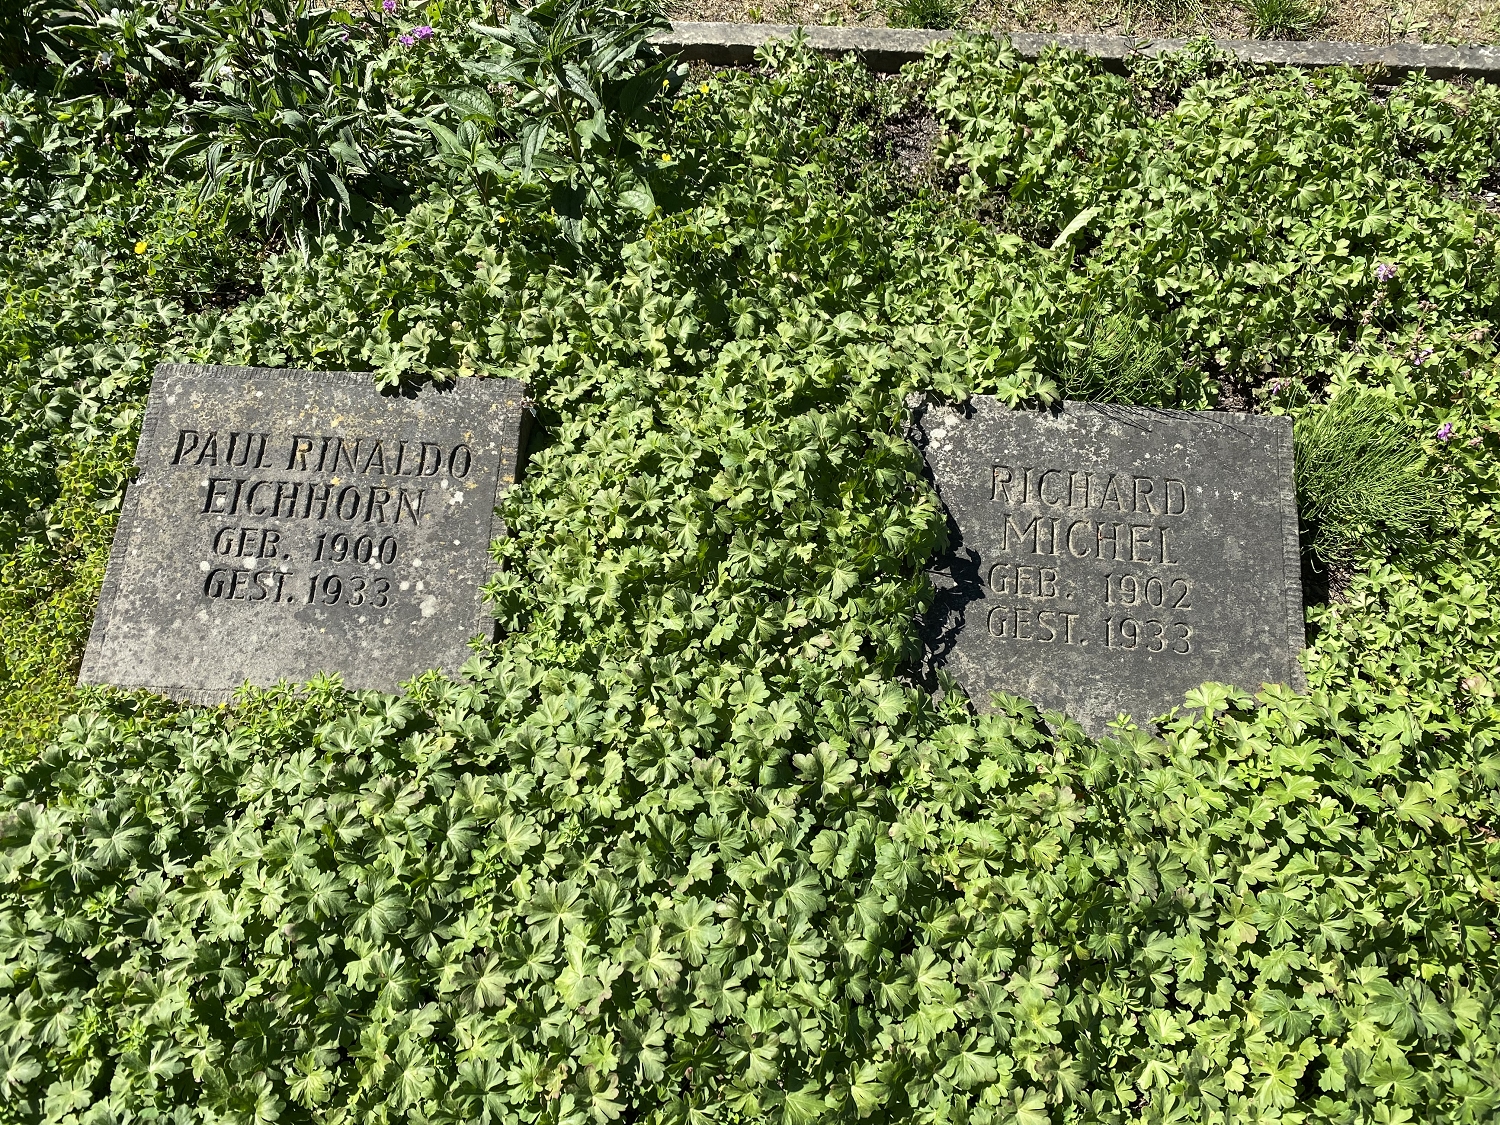 PAUL RINALDO
EICHHORN
GEB. 1900
GEST. 1933
RICHARD
MICHEL
GEB. 1902
GEST. 1933